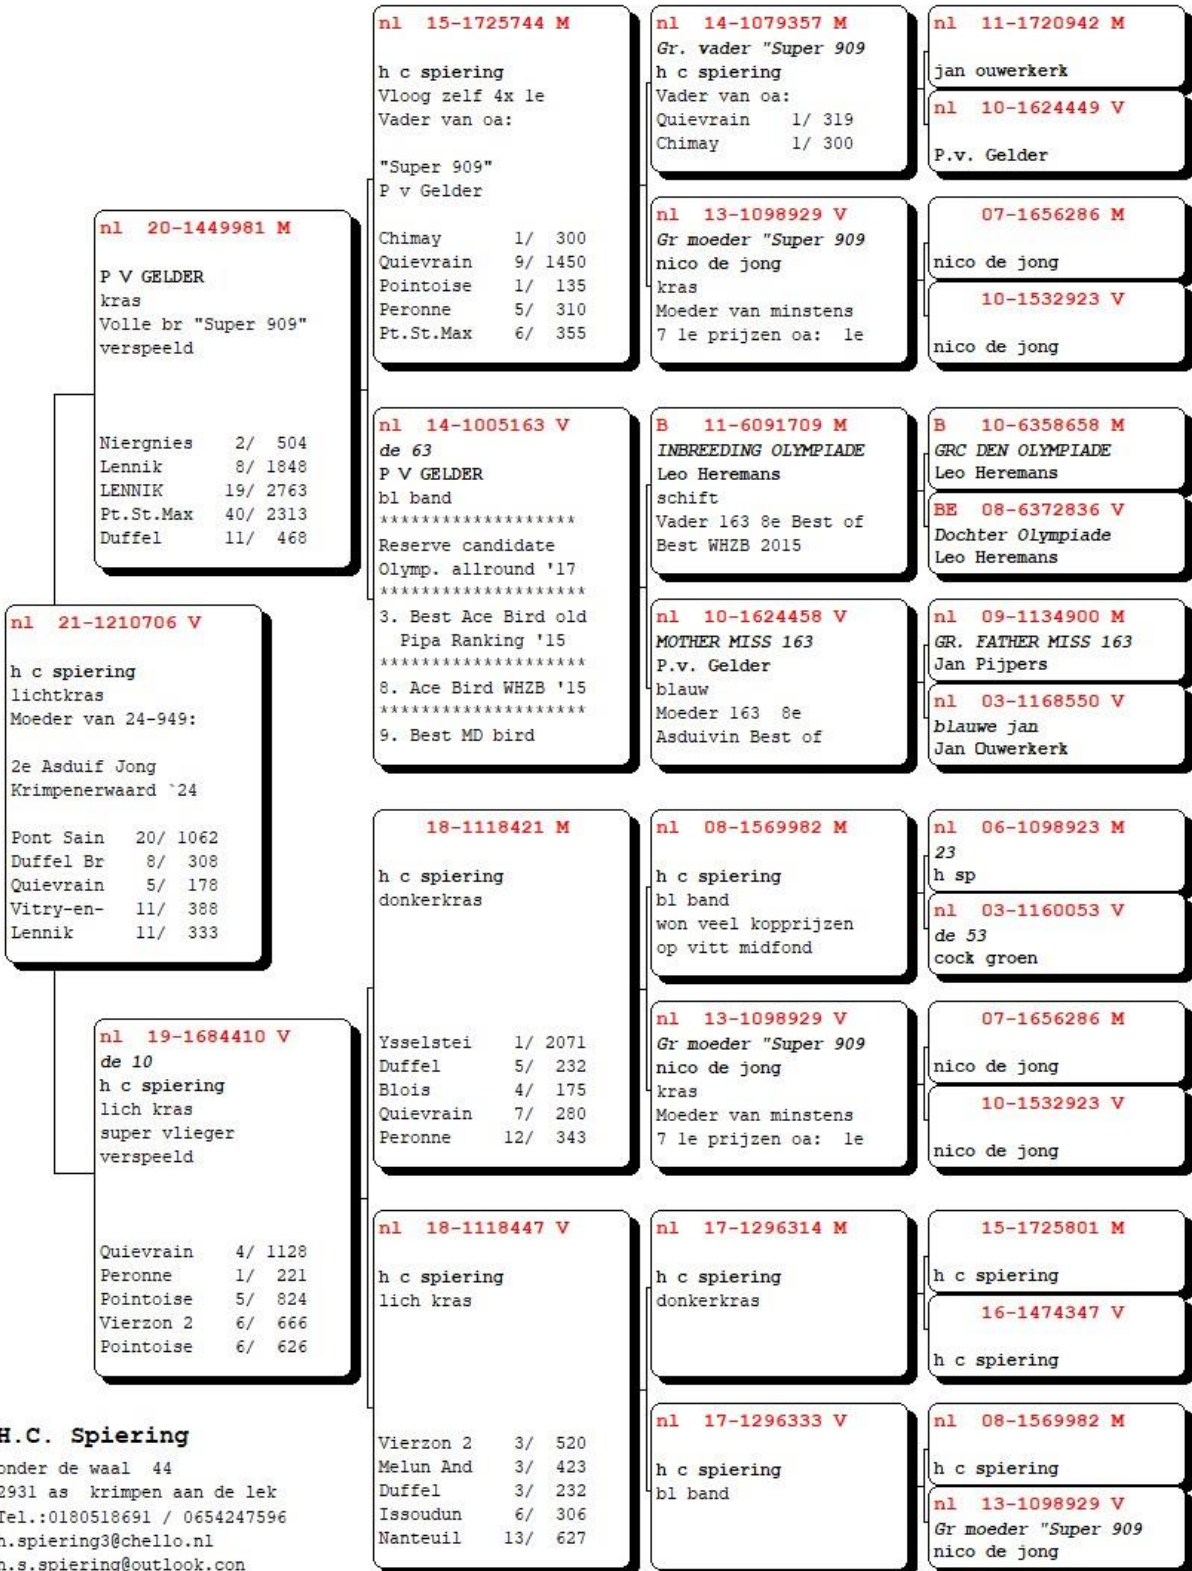 nl 21-1210706 V
h c spiering
lichtkras
Moeder van 24-949:
2e Asduif Jong
Krimpenerwaard `24
Pont Sain 20/ 1062
Duffel Br 8/ 308
Quievrain 5/ 178
Vitry-en- 11/ 388
Lennik 11/ 333
nl 20-1449981 M
P V GELDER
kras
Volle br "Super 909"
verspeeld
Niergnies 2/ 504
Lennik 8/ 1848
LENNIK 19/ 2763
Pt.St.Max 40/ 2313
Duffel 11/ 468
nl 19-1684410 V
de 10
h c spiering
lich kras
super vlieger
verspeeld
Quievrain 4/ 1128
Peronne 1/ 221
Pointoise 5/ 824
Vierzon 2 6/ 666
Pointoise 6/ 626
nl 15-1725744 M
h c spiering
Vloog zelf 4x 1e
Vader van oa:
"Super 909"
P v Gelder
Chimay 1/ 300
Quievrain 9/ 1450
Pointoise 1/ 135
Peronne 5/ 310
Pt.St.Max 6/ 355
nl 14-1005163 V
de 63
P V GELDER
bl band
*******************
Reserve candidate
Olymp. allround '17
********************
3. Best Ace Bird old
Pipa Ranking '15
********************
8. Ace Bird WHZB '15
********************
9. Best MD bird
18-1118421 M
h c spiering
donkerkras
Ysselstei 1/ 2071
Duffel 5/ 232
Blois 4/ 175
Quievrain 7/ 280
Peronne 12/ 343
nl 18-1118447 V
h c spiering
lich kras
Vierzon 2 3/ 520
Melun And 3/ 423
Duffel 3/ 232
Issoudun 6/ 306
Nanteuil 13/ 627
nl 14-1079357 M
Gr. vader "Super 909
h c spiering
Vader van oa:
Quievrain 1/ 319
Chimay 1/ 300
nl 13-1098929 V
Gr moeder "Super 909
nico de jong
kras
Moeder van minstens
7 1e prijzen oa: 1e
B 11-6091709 M
INBREEDING OLYMPIADE
Leo Heremans
schift
Vader 163 8e Best of
Best WHZB 2015
nl 10-1624458 V
MOTHER MISS 163
P.v. Gelder
blauw
Moeder 163 8e
Asduivin Best of
nl 08-1569982 M
h c spiering
bl band
won veel kopprijzen
op vitt midfond
nl 13-1098929 V
Gr moeder "Super 909
nico de jong
kras
Moeder van minstens
7 1e prijzen oa: 1e
nl 17-1296314 M
h c spiering
donkerkras
nl 17-1296333 V
h c spiering
bl band
nl 11-1720942 M
jan ouwerkerk
nl 10-1624449 V
P.v. Gelder
07-1656286 M
nico de jong
10-1532923 V
nico de jong
B 10-6358658 M
GRC DEN OLYMPIADE
Leo Heremans
BE 08-6372836 V
Dochter Olympiade
Leo Heremans
nl 09-1134900 M
GR. FATHER MISS 163
Jan Pijpers
nl 03-1168550 V
blauwe jan
Jan Ouwerkerk
nl 06-1098923 M
23
h sp
nl 03-1160053 V
de 53
cock groen
07-1656286 M
nico de jong
10-1532923 V
nico de jong
15-1725801 M
h c spiering
16-1474347 V
h c spiering
nl 08-1569982 M
h c spiering
nl 13-1098929 V
Gr moeder "Super 909
nico de jong
H.C. Spiering
onder de waal 44
2931 as krimpen aan de lek
Tel.:0180518691 / 0654247596
h.spiering3@chello.nl
h.s.spiering@outlook.con